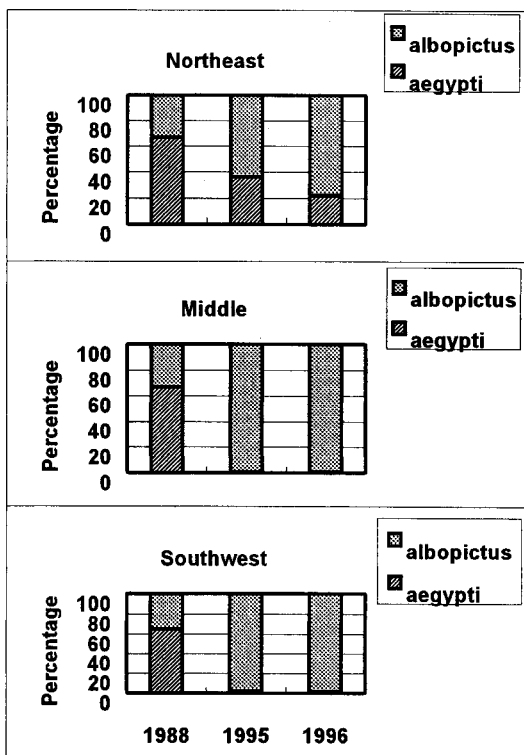 Northeast
albopictus
aegypti
Percentage
100
80
60
40
20
0
Middle
albopictus
aegypti
Percentage
100
80
60
40
20
0
Southwest
albopictus
aegypti
Percentage
100
80
60
40
20
0
1988 1995 1996